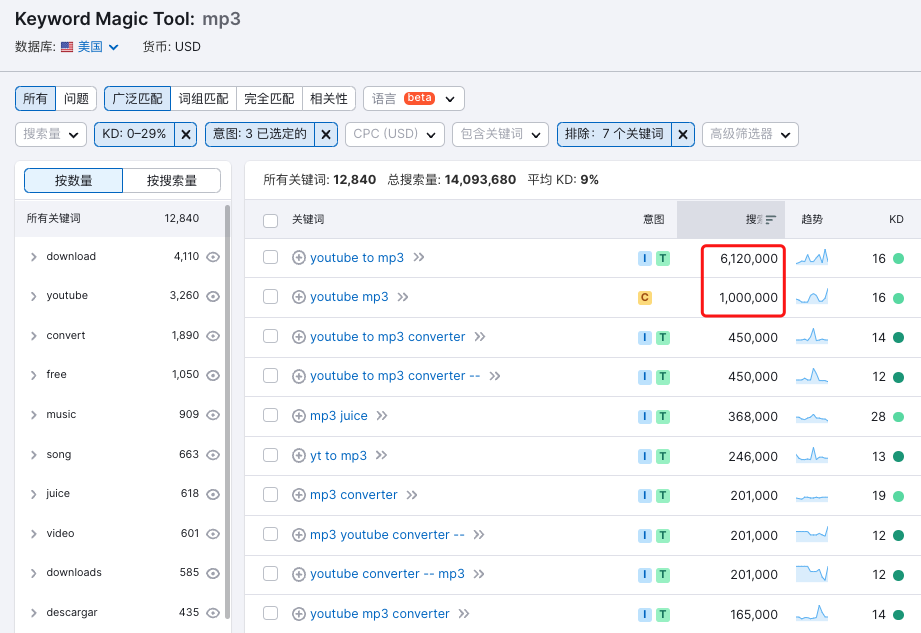 Keyword Magic Tool: mp3
数据库: 美国 货币: USD
所有 问题 广泛匹配 词组匹配 完全匹配 相关性 语言 beta
搜索量 KD: 0–29% 意图: 3 已选定的 CPC (USD) 包含关键词 排除: 7 个关键词 高级筛选器
按数量 按搜索量
所有关键词: 12,840 总搜索量: 14,093,680 平均 KD: 9%
所有关键词 12,840
download 4,110
youtube 3,260
convert 1,890
free 1,050
music 909
song 663
juice 618
video 601
downloads 585
descargar 435
关键词 意图 搜 趋势 KD
youtube to mp3 I T 6,120,000 16
youtube mp3 C 1,000,000 16
youtube to mp3 converter I T 450,000 14
youtube to mp3 converter -- I T 450,000 12
mp3 juice I T 368,000 28
yt to mp3 I T 246,000 13
mp3 converter I T 201,000 19
mp3 youtube converter -- I T 201,000 12
youtube converter -- mp3 I T 201,000 12
youtube mp3 converter I T 165,000 14